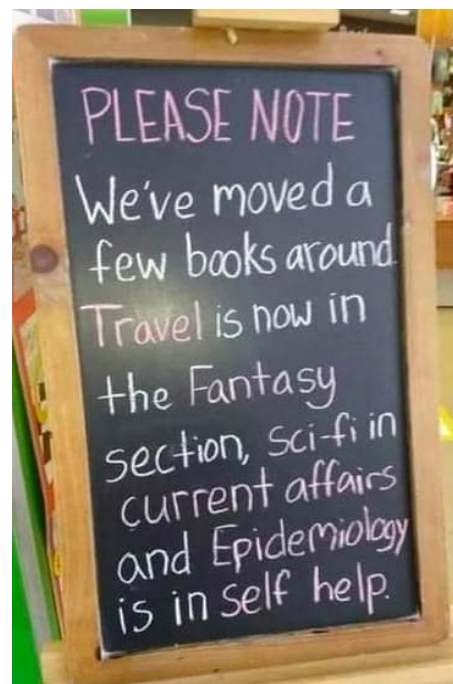 PLEASE NOTE
We've moved a
few books around.
Travel is now in
the Fantasy
section, Sci-fi in
current affairs
and Epidemiology
is in self help.